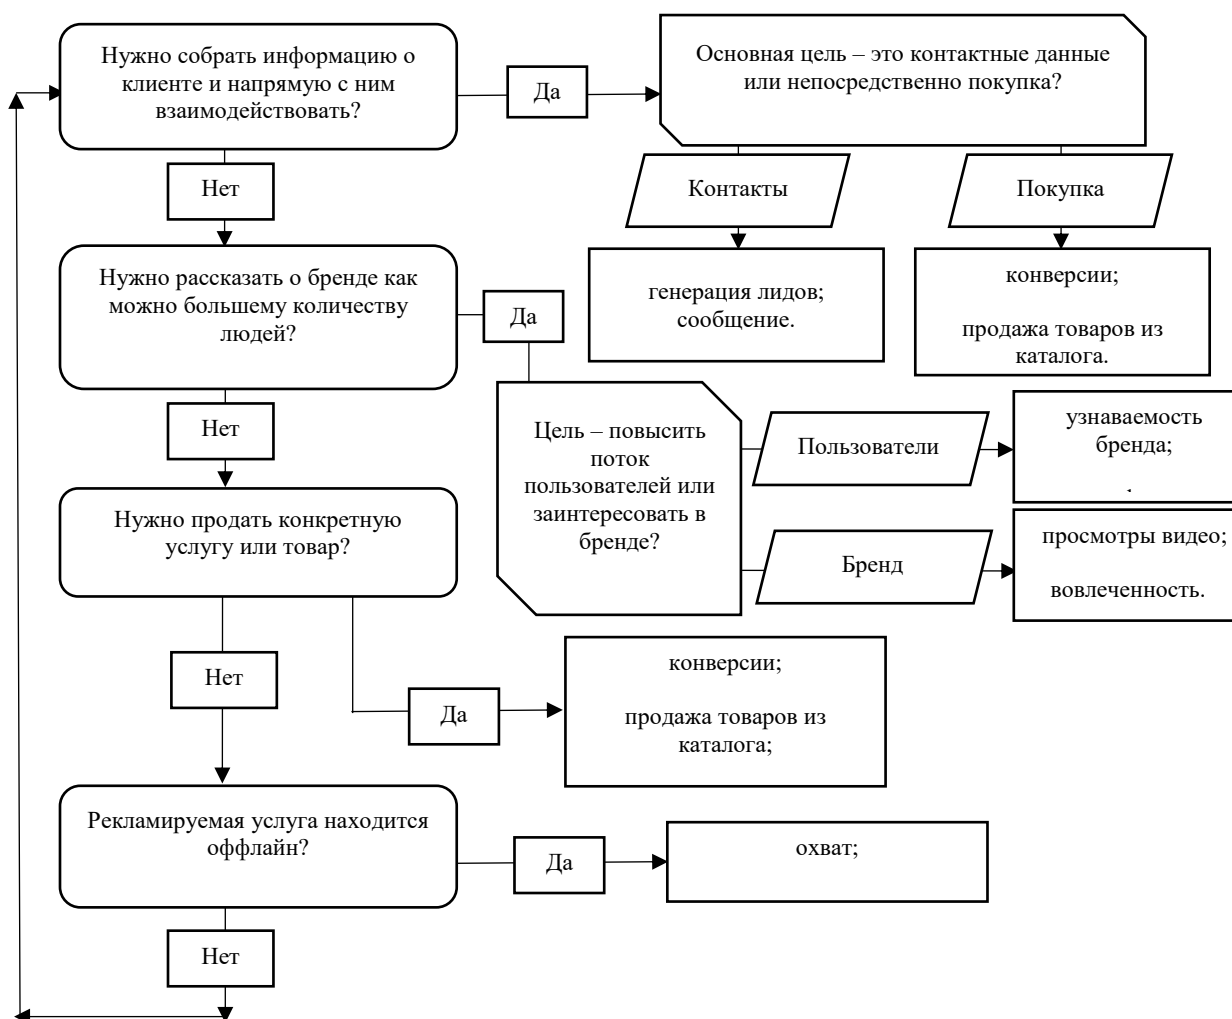 Нужно собрать информацию о
клиенте и напрямую с ним
взаимодействовать?
Да
Основная цель – это контактные данные
или непосредственно покупка?
Нет
Контакты
Покупка
генерация лидов;
сообщение.
конверсии;
продажа товаров из
каталога.
Нужно рассказать о бренде как
можно большему количеству
людей?
Да
Нет
Цель – повысить
поток
пользователей или
заинтересовать в
бренде?
Пользователи
узнаваемость
бренда;
.
Бренд
просмотры видео;
вовлеченность.
Нужно продать конкретную
услугу или товар?
Нет
Да
конверсии;
продажа товаров из
каталога;
Рекламируемая услуга находится
оффлайн?
Да
охват;
Нет